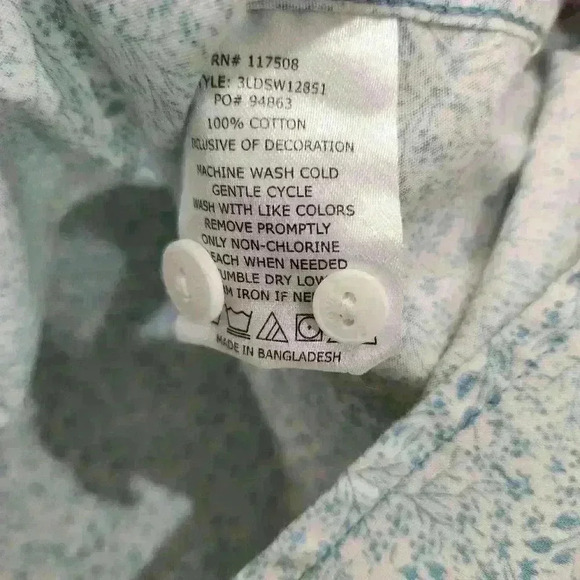 RN# 117508
YLE: 3LDSW12851
PO# 94863
100% COTTON
CLUSIVE OF DECORATION
MACHINE WASH COLD
GENTLE CYCLE
WASH WITH LIKE COLORS
REMOVE PROMPTLY
ONLY NON-CHLORINE
EACH WHEN NEEDED
UMBLE DRY LOW
M IRON IF NE
MADE IN BANGLADESH